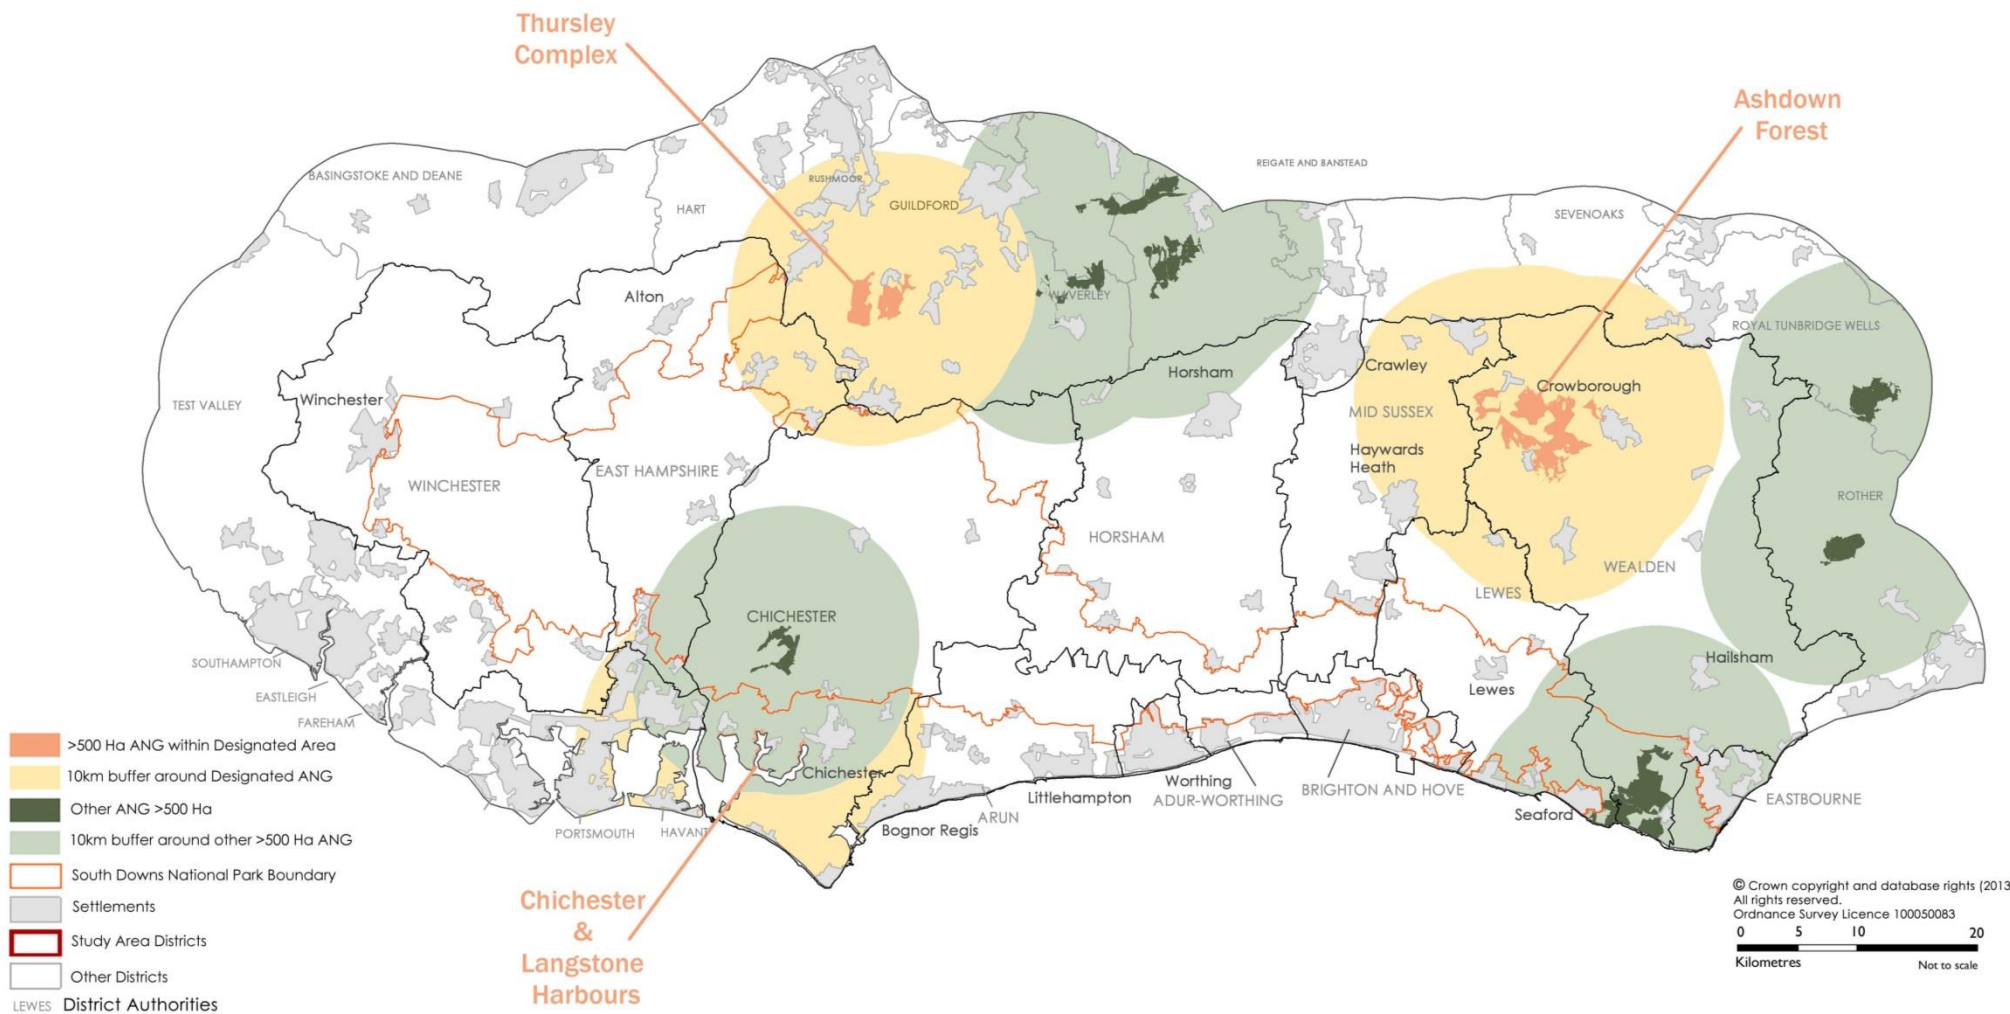 Thursley
Complex
Ashdown
Forest
REIGATE AND BANSTEAD
BASINGSTOKE AND DEANE
RUSHMOOR
HART
GUILDFORD
SEVENOAKS
Alton
WAVERLEY
ROYAL TUNBRIDGE WELLS
Horsham
Crawley
Crowborough
Winchester
TEST VALLEY
MID SUSSEX
Haywards
Heath
EAST HAMPSHIRE
WINCHESTER
ROTHER
HORSHAM
WEALDEN
LEWES
CHICHESTER
SOUTHAMPTON
Hailsham
EASTLEIGH
Lewes
FAREHAM
Chichester
Worthing
BRIGHTON AND HOVE
Littlehampton
ADUR-WORTHING
EASTBOURNE
Seaford
ARUN
PORTSMOUTH
HAVANT
Bognor Regis
>500 Ha ANG within Designated Area
10km buffer around Designated ANG
Other ANG >500 Ha
10km buffer around other >500 Ha ANG
South Downs National Park Boundary
Settlements
Study Area Districts
Other Districts
LEWES District Authorities
Chichester
&
Langstone
Harbours
© Crown copyright and database rights (2013
All rights reserved.
Ordnance Survey Licence 100050083
0 5 10 20
Kilometres Not to scale